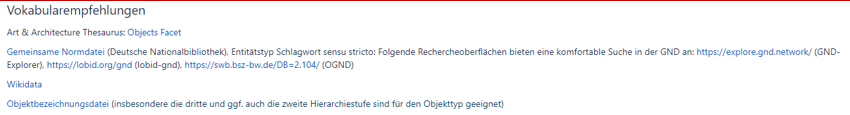 Vokabularempfehlungen
Art & Architecture Thesaurus: Objects Facet
Gemeinsame Normdatei (Deutsche Nationalbibliothek), Entitätstyp Schlagwort sensu stricto: Folgende Rechercheoberflächen bieten eine komfortable Suche in der GND an: https://explore.gnd.network/ (GND-
Explorer), https://lobid.org/gnd (lobid-gnd), https://swb.bsz-bw.de/DB=2.104/ (OGND)
Wikidata
Objektbezeichnungsdatei (insbesondere die dritte und ggf. auch die zweite Hierarchiestufe sind für den Objekttyp geeignet)